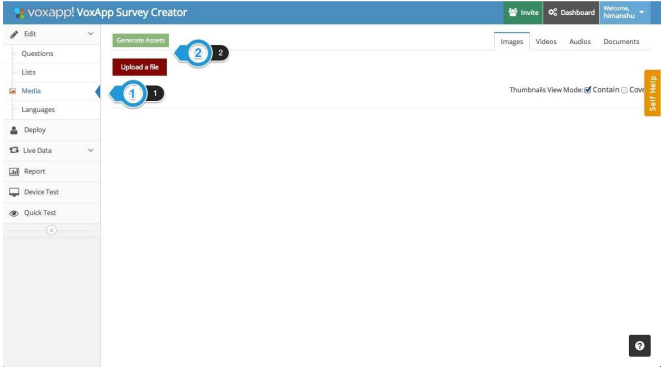 voxapp! VoxApp Survey Creator
Invite
Dashboard
Welcome,
himanshu
Edit
Questions
Lists
Media
Languages
Deploy
Live Data
Report
Device Test
Quick Test
Generate Assets
2 2
Upload a file
1 1
Images Videos Audios Documents
Thumbnails View Mode: Contain Cove
Self Help
?